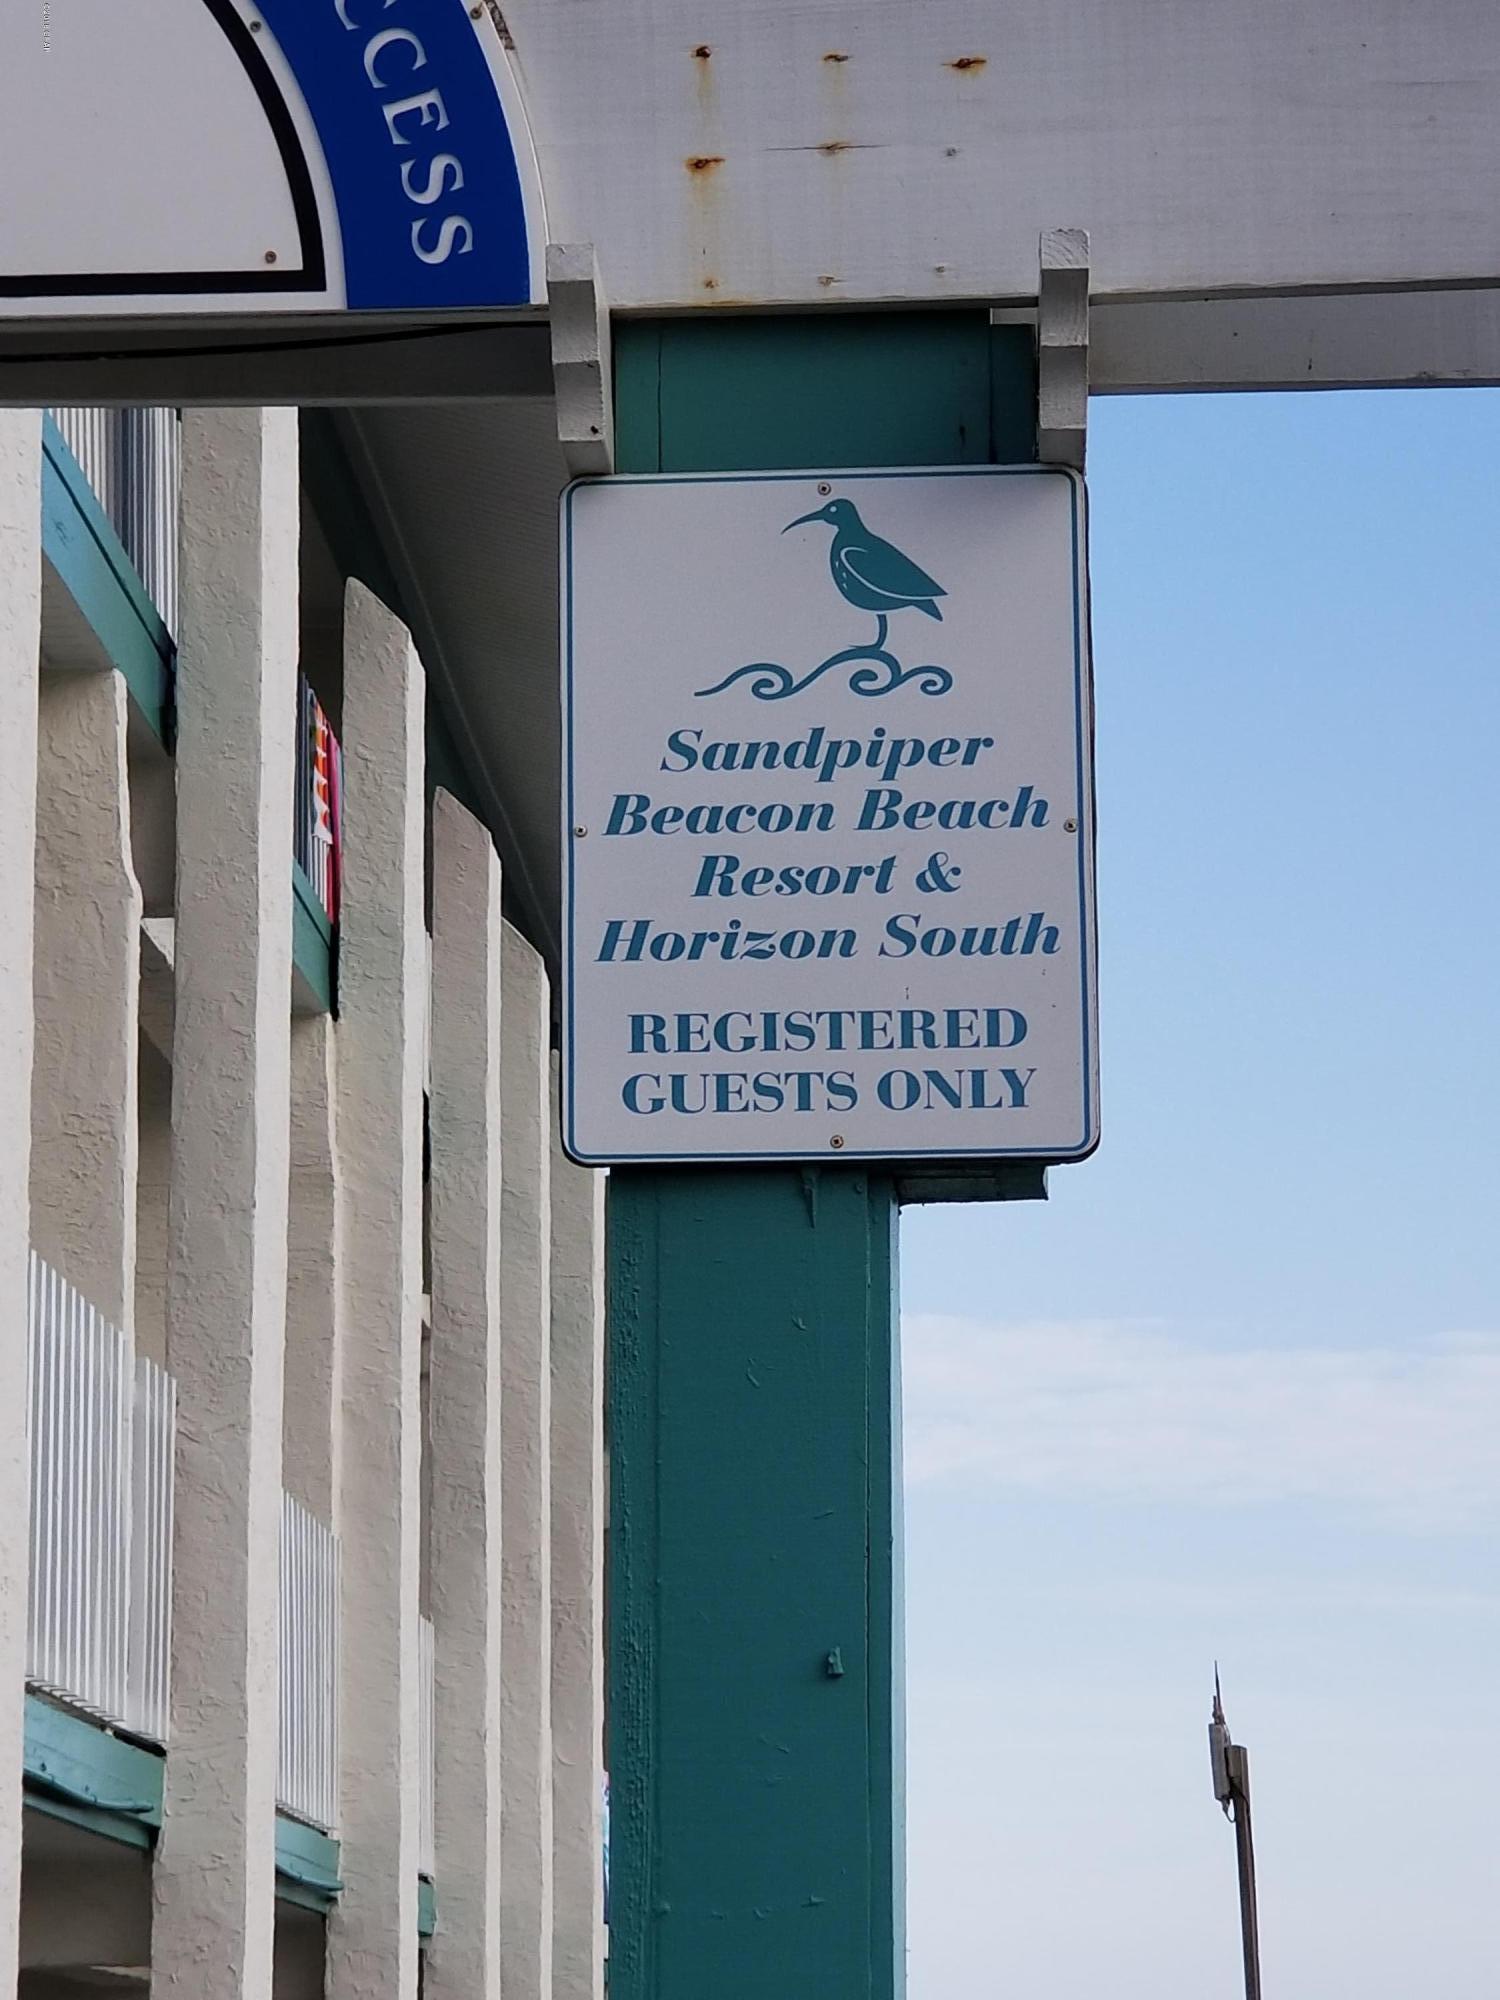 CCESS
Sandpiper
Beacon Beach
Resort &
Horizon South
REGISTERED
GUESTS ONLY